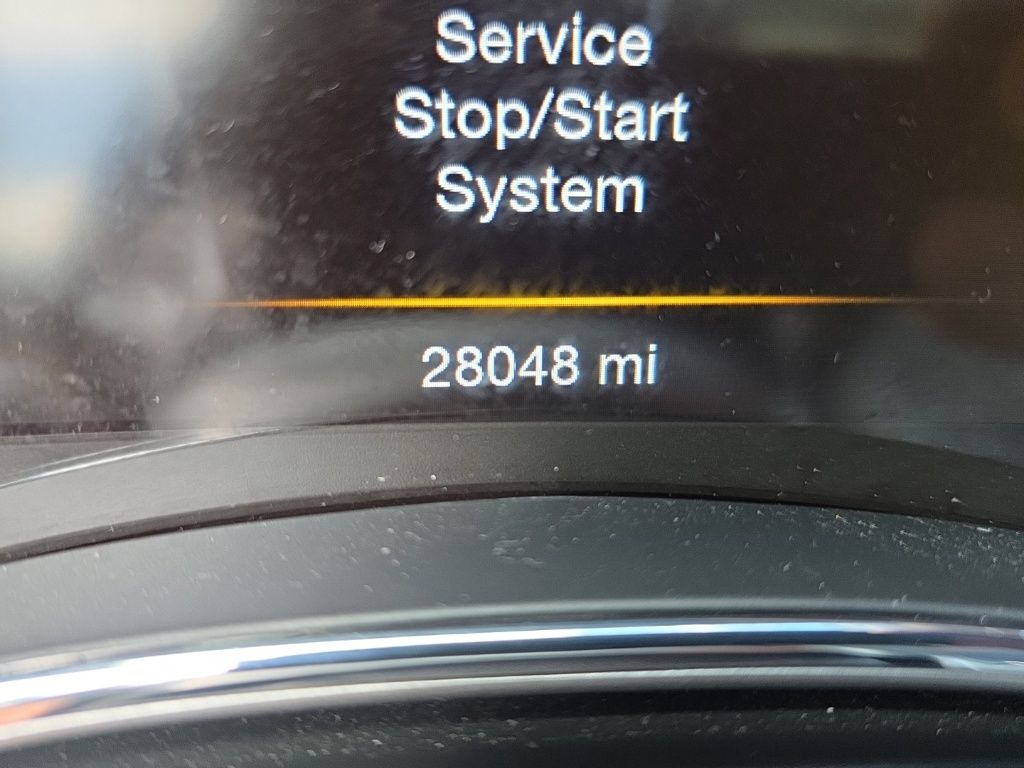 Service
Stop/Start
System
28048 mi